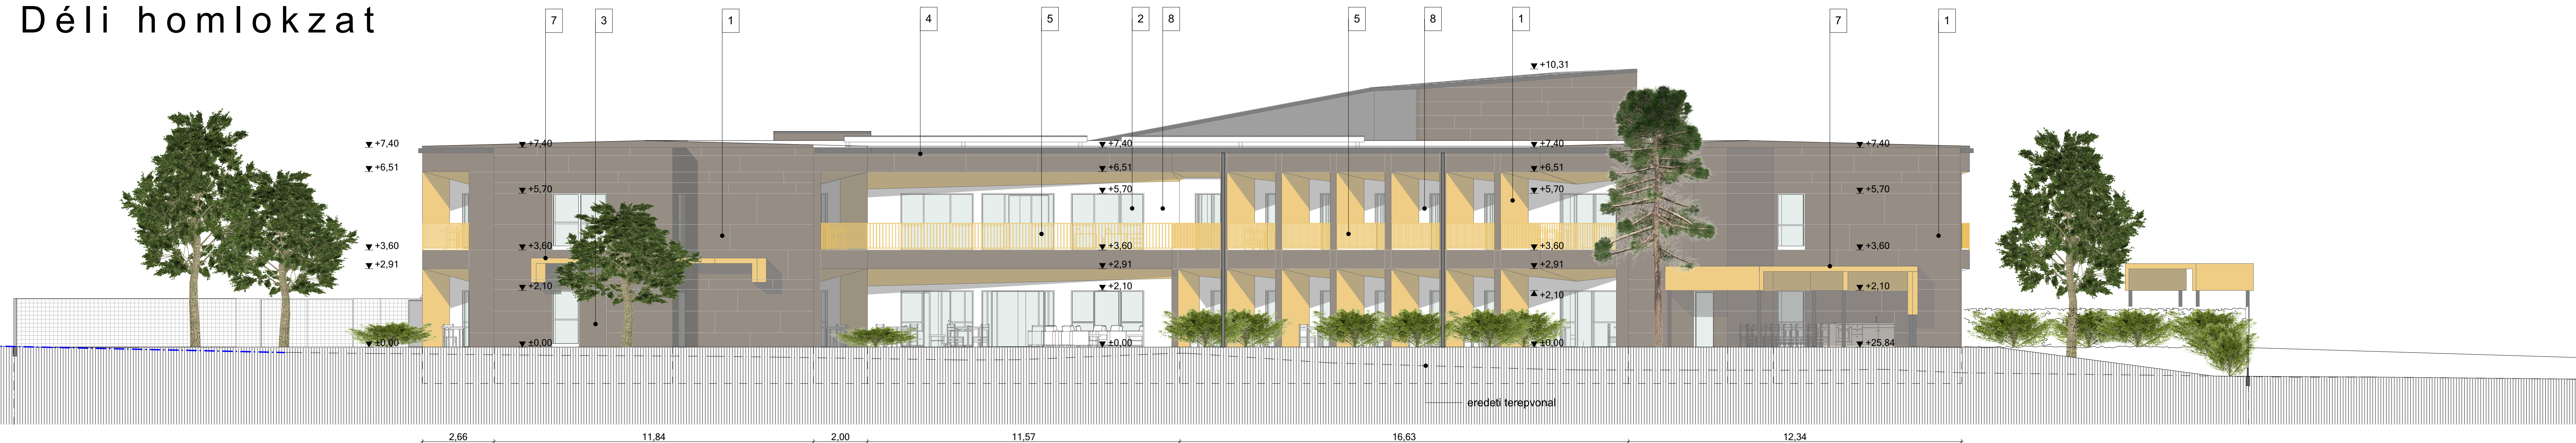 Déli homlokzat
7 3 1 4 5 2 8 5 8 1 7 1
+10,31
+7,40 +7,40 +7,40 +7,40 +7,40
+6,51 +6,51 +6,51
+5,70 +5,70 +5,70 +5,70
+3,60 +3,60 +3,60 +3,60 +3,60
+2,91 +2,91 +2,91
+2,10 +2,10 +2,10 +2,10
±0,00 ±0,00 ±0,00 ±0,00 +25,84
eredeti terepvonal
2,66 11,84 2,00 11,57 16,63 12,34